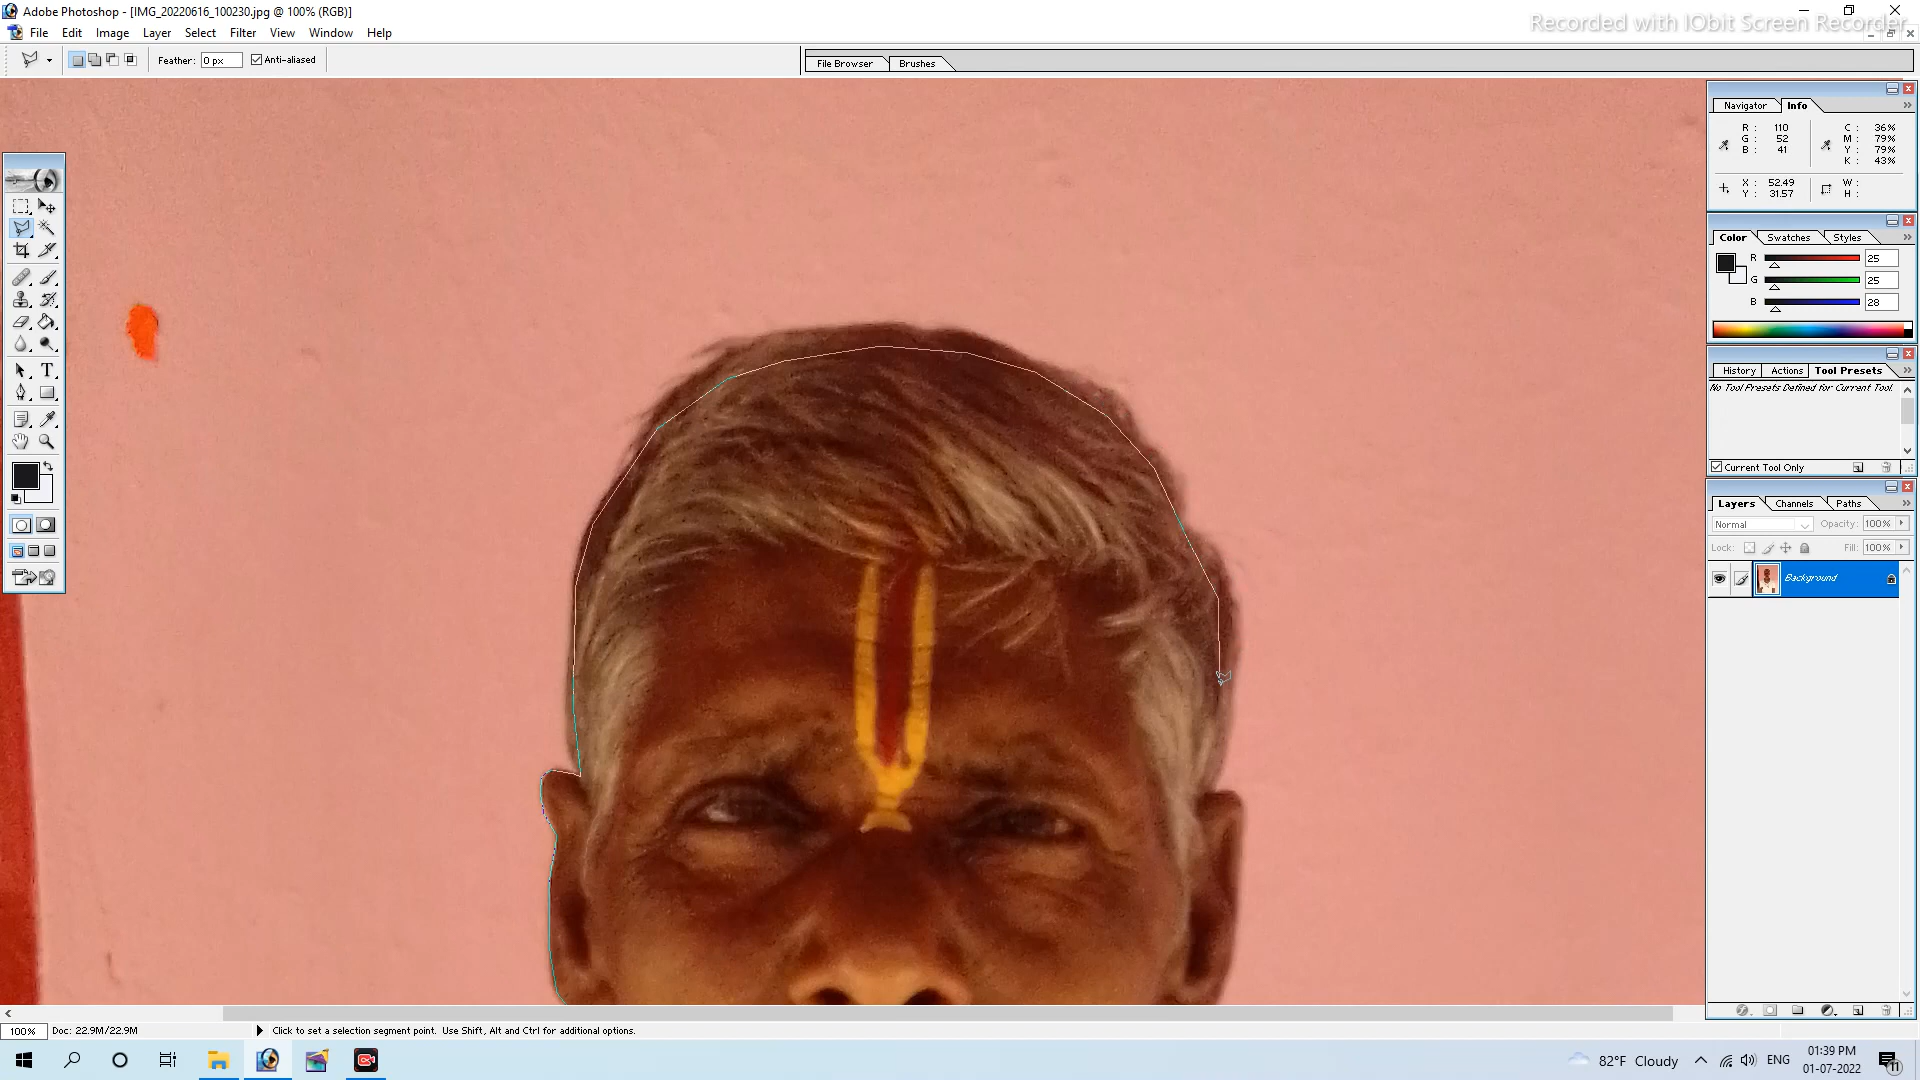 Adobe Photoshop - [IMG_20220616_100230.jpg @ 100% (RGB)]
Recorded with IObit Screen Recorder
File Edit Image Layer Select Filter View Window Help
Feather: 0 px Anti-aliased
File Browser Brushes
Navigator Info
R : 110 C : 36%
G : 52 M : 79%
B : 41 Y : 79%
K : 43%
X : 52.49 W :
Y : 31.57 H :
Color Swatches Styles
R 25
G 25
B 28
History Actions Tool Presets
No Tool Presets Defined for Current Tool.
Current Tool Only
Layers Channels Paths
Normal Opacity: 100%
Lock: Fill: 100%
Background
100% Doc: 22.9M/22.9M Click to set a selection segment point. Use Shift, Alt and Ctrl for additional options.
82°F Cloudy ENG 01:39 PM
01-07-2022
11